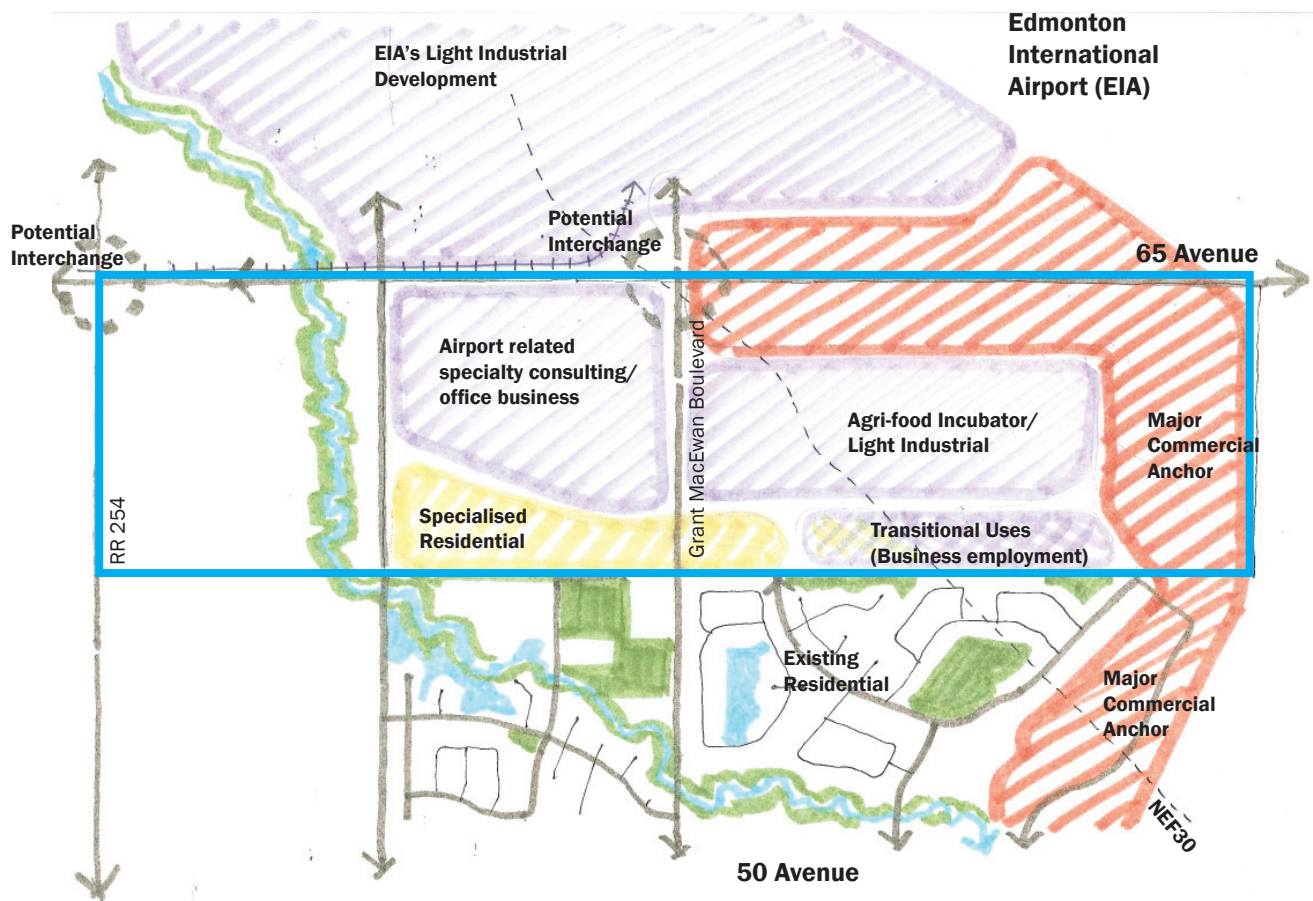 Edmonton
International
Airport (EIA)
EIA's Light Industrial
Development
Potential
Interchange
Potential
Interchange
65 Avenue
Airport related
specialty consulting/
office business
Grant MacEwan Boulevard
Agri-food Incubator/
Light Industrial
Major
Commercial
Anchor
RR 254
Specialised
Residential
Transitional Uses
(Business employment)
Existing
Residential
Major
Commercial
Anchor
NEF30
50 Avenue